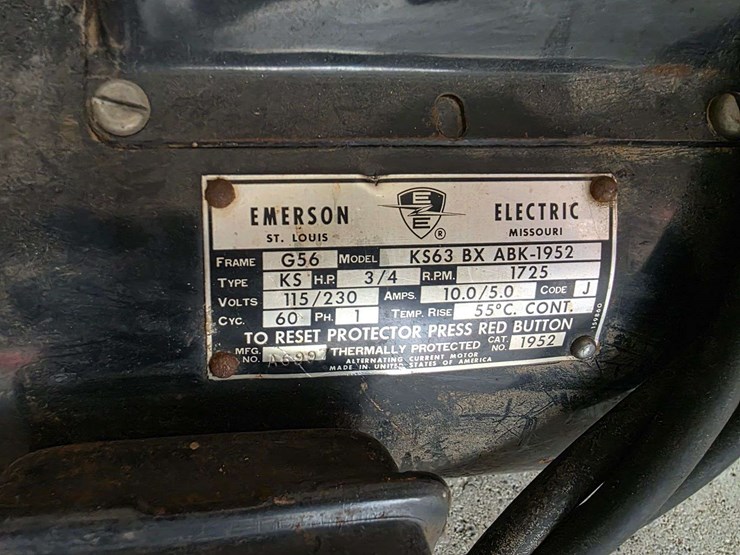 EMERSON EME ® ELECTRIC
ST. LOUIS MISSOURI
FRAME G56 MODEL KS63 BX ABK-1952
TYPE KS H.P. 3/4 R.P.M. 1725
VOLTS 115/230 AMPS. 10.0/5.0 CODE J
CYC. 60 PH. 1 TEMP. RISE 55°C. CONT.
TO RESET PROTECTOR PRESS RED BUTTON
MFG. NO. A699 THERMALLY PROTECTED CAT. NO. 1952
ALTERNATING CURRENT MOTOR
MADE IN UNITED STATES OF AMERICA
159860